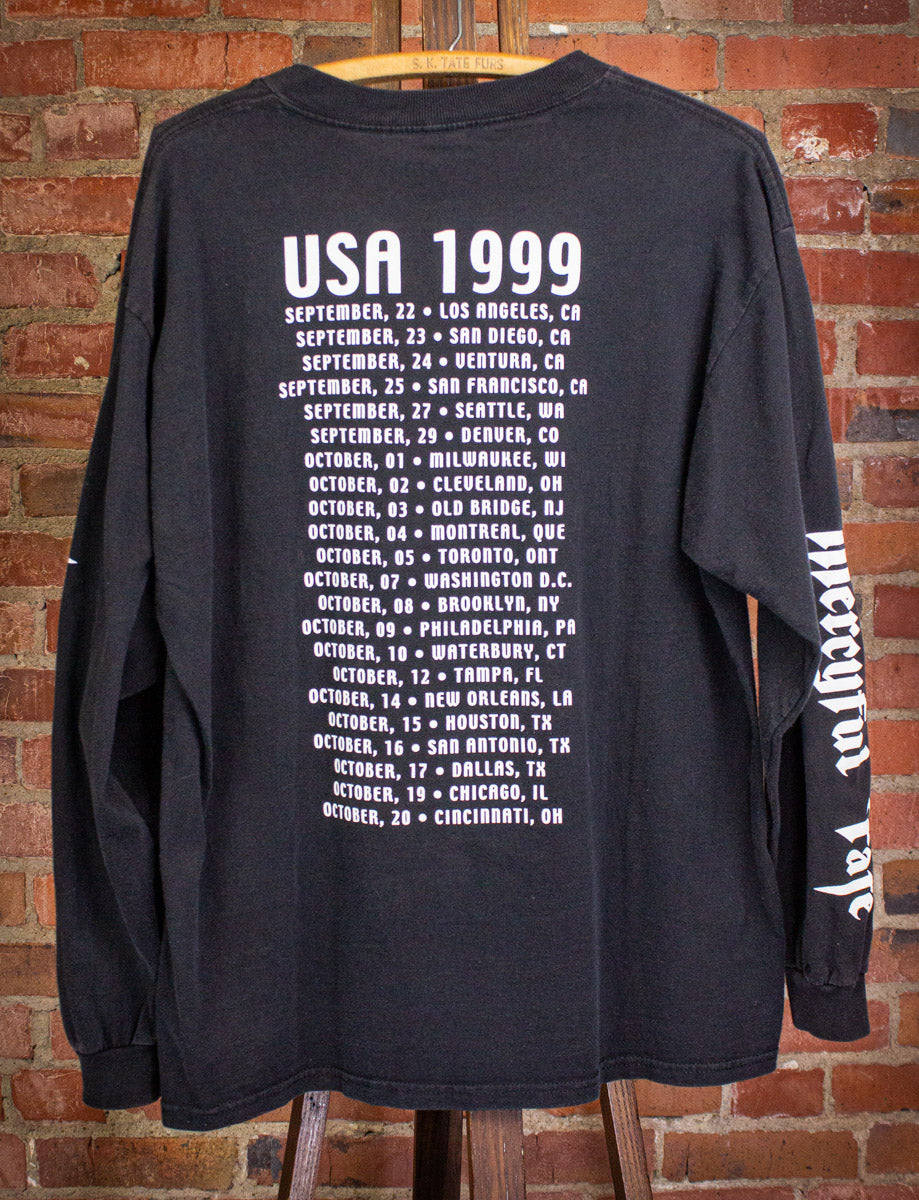 S. K. TATE FURS
USA 1999
SEPTEMBER, 22 • LOS ANGELES, CA
SEPTEMBER, 23 • SAN DIEGO, CA
SEPTEMBER, 24 • VENTURA, CA
SEPTEMBER, 25 • SAN FRANCISCO, CA
SEPTEMBER, 27 • SEATTLE, WA
SEPTEMBER, 29 • DENVER, CO
OCTOBER, 01 • MILWAUKEE, WI
OCTOBER, 02 • CLEVELAND, OH
OCTOBER, 03 • OLD BRIDGE, NJ
OCTOBER, 04 • MONTREAL, QUE
OCTOBER, 05 • TORONTO, ONT
OCTOBER, 07 • WASHINGTON D.C.
OCTOBER, 08 • BROOKLYN, NY
OCTOBER, 09 • PHILADELPHIA, PA
OCTOBER, 10 • WATERBURY, CT
OCTOBER, 12 • TAMPA, FL
OCTOBER, 14 • NEW ORLEANS, LA
OCTOBER, 15 • HOUSTON, TX
OCTOBER, 16 • SAN ANTONIO, TX
OCTOBER, 17 • DALLAS, TX
OCTOBER, 19 • CHICAGO, IL
OCTOBER, 20 • CINCINNATI, OH
Mercyful Fate